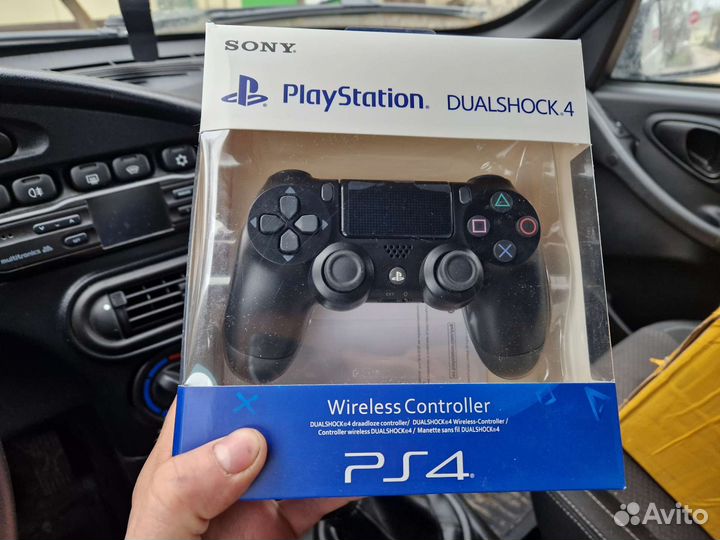 SONY
PlayStation®
DUALSHOCK®4
multitronics
Wireless Controller
DUALSHOCK®4 draadloze controller/ DUALSHOCK®4 Wireless-Controller/
Controller wireless DUALSHOCK®4 / Manette sans fil DUALSHOCK®4
PS4
Avito